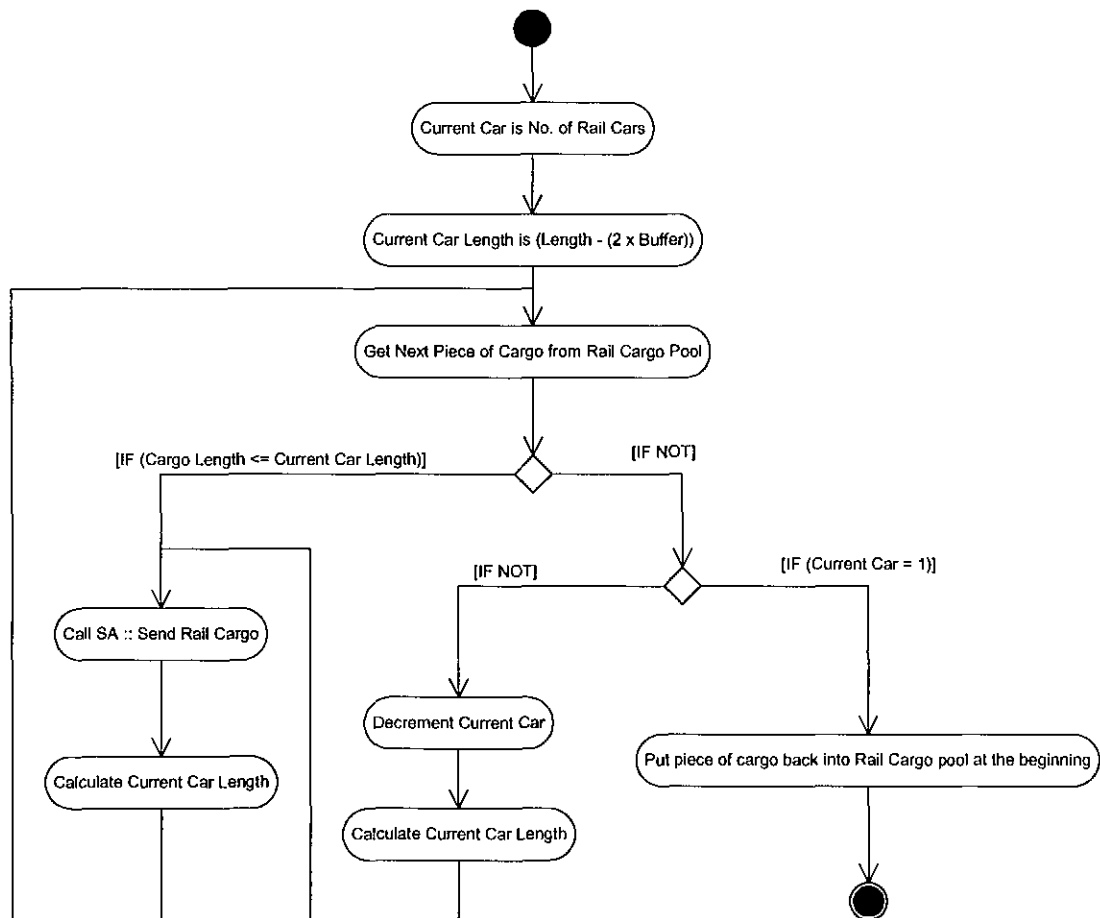 Current Car is No. of Rail Cars
Current Car Length is (Length - (2 x Buffer))
Get Next Piece of Cargo from Rail Cargo Pool
[IF (Cargo Length <= Current Car Length)]
[IF NOT]
[IF NOT]
[IF (Current Car = 1)]
Call SA :: Send Rail Cargo
Decrement Current Car
Put piece of cargo back into Rail Cargo pool at the beginning
Calculate Current Car Length
Calculate Current Car Length